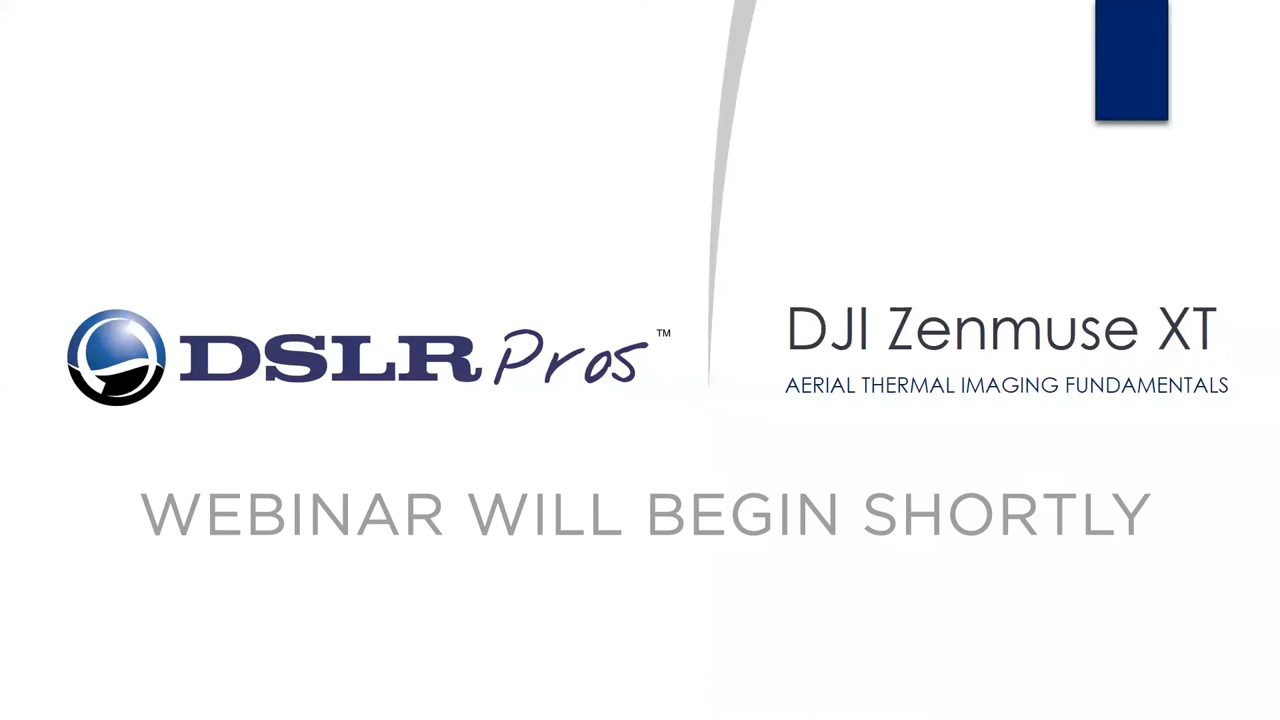 DSLR Pros™
DJI Zenmuse XT
AERIAL THERMAL IMAGING FUNDAMENTALS
WEBINAR WILL BEGIN SHORTLY